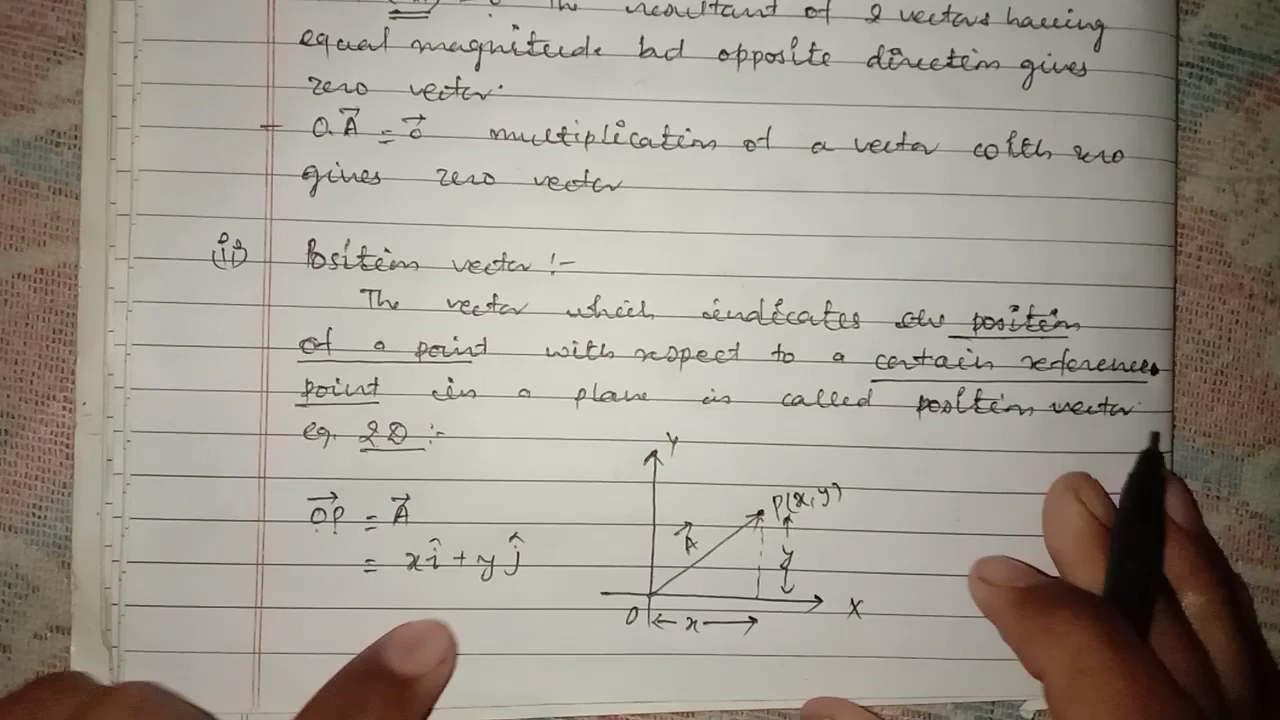 The resultant of 2 vectors having
equal magnitude bd opposite direction gives
zero vector.
- 0.A⃗ = 0⃗ multiplication of a vector with zero
gives zero vector
(ii) Position vector :-
The vector which indicates the position
of a point with respect to a certain reference
point in a plane is called position vector
eg. 2D :-
OP⃗ = A⃗
= xî + yĵ
Y
P(x,y)
A⃗
y
X
O
x